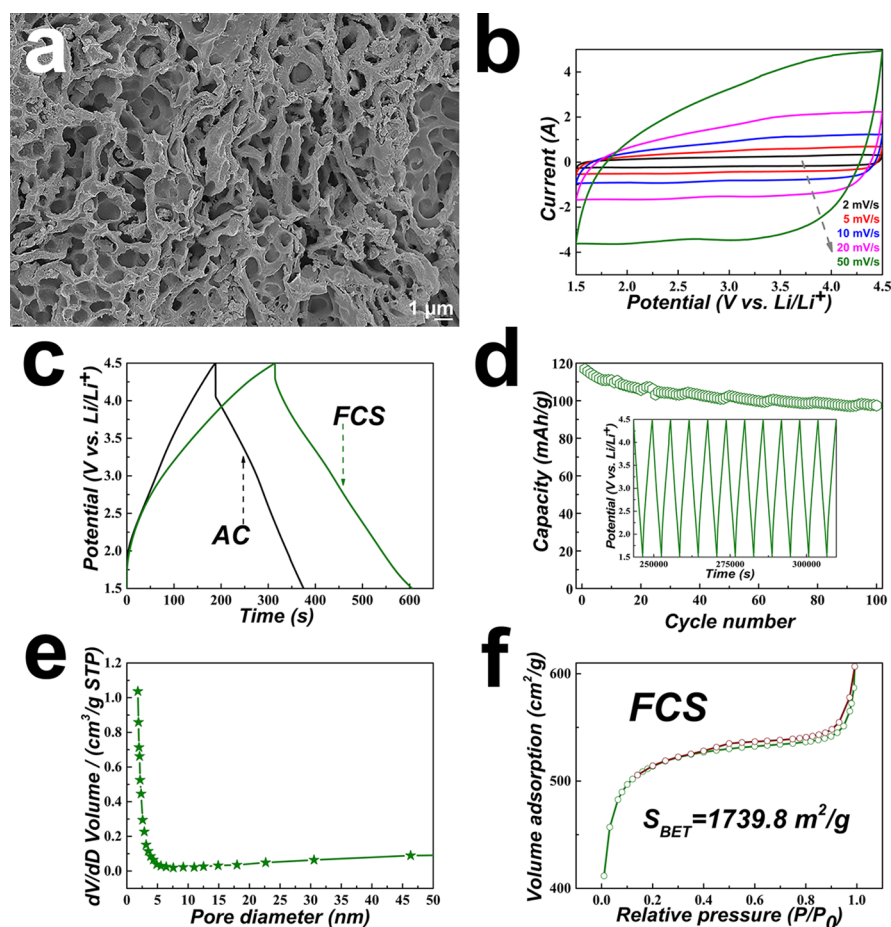 a
1 μm
b
Current (A)
4
2
0
-2
-4
2 mV/s
5 mV/s
10 mV/s
20 mV/s
50 mV/s
1.5 2.0 2.5 3.0 3.5 4.0 4.5
Potential (V vs. Li/Li⁺)
c
Potential (V vs. Li/Li⁺)
4.5
4.0
3.5
3.0
2.5
2.0
1.5
FCS
AC
0 100 200 300 400 500 600
Time (s)
d
Capacity (mAh/g)
120
100
80
60
40
20
0
Potential (V vs. Li/Li⁺)
4.5
4.0
3.5
3.0
2.5
2.0
1.5
250000 275000 300000
Time (s)
0 20 40 60 80 100
Cycle number
e
dV/dD Volume / (cm³/g STP)
1.2
1.0
0.8
0.6
0.4
0.2
0.0
0 5 10 15 20 25 30 35 40 45 50
Pore diameter (nm)
f
Volume adsorption (cm²/g)
600
500
400
FCS
S_BET=1739.8 m²/g
0.0 0.2 0.4 0.6 0.8 1.0
Relative pressure (P/P₀)